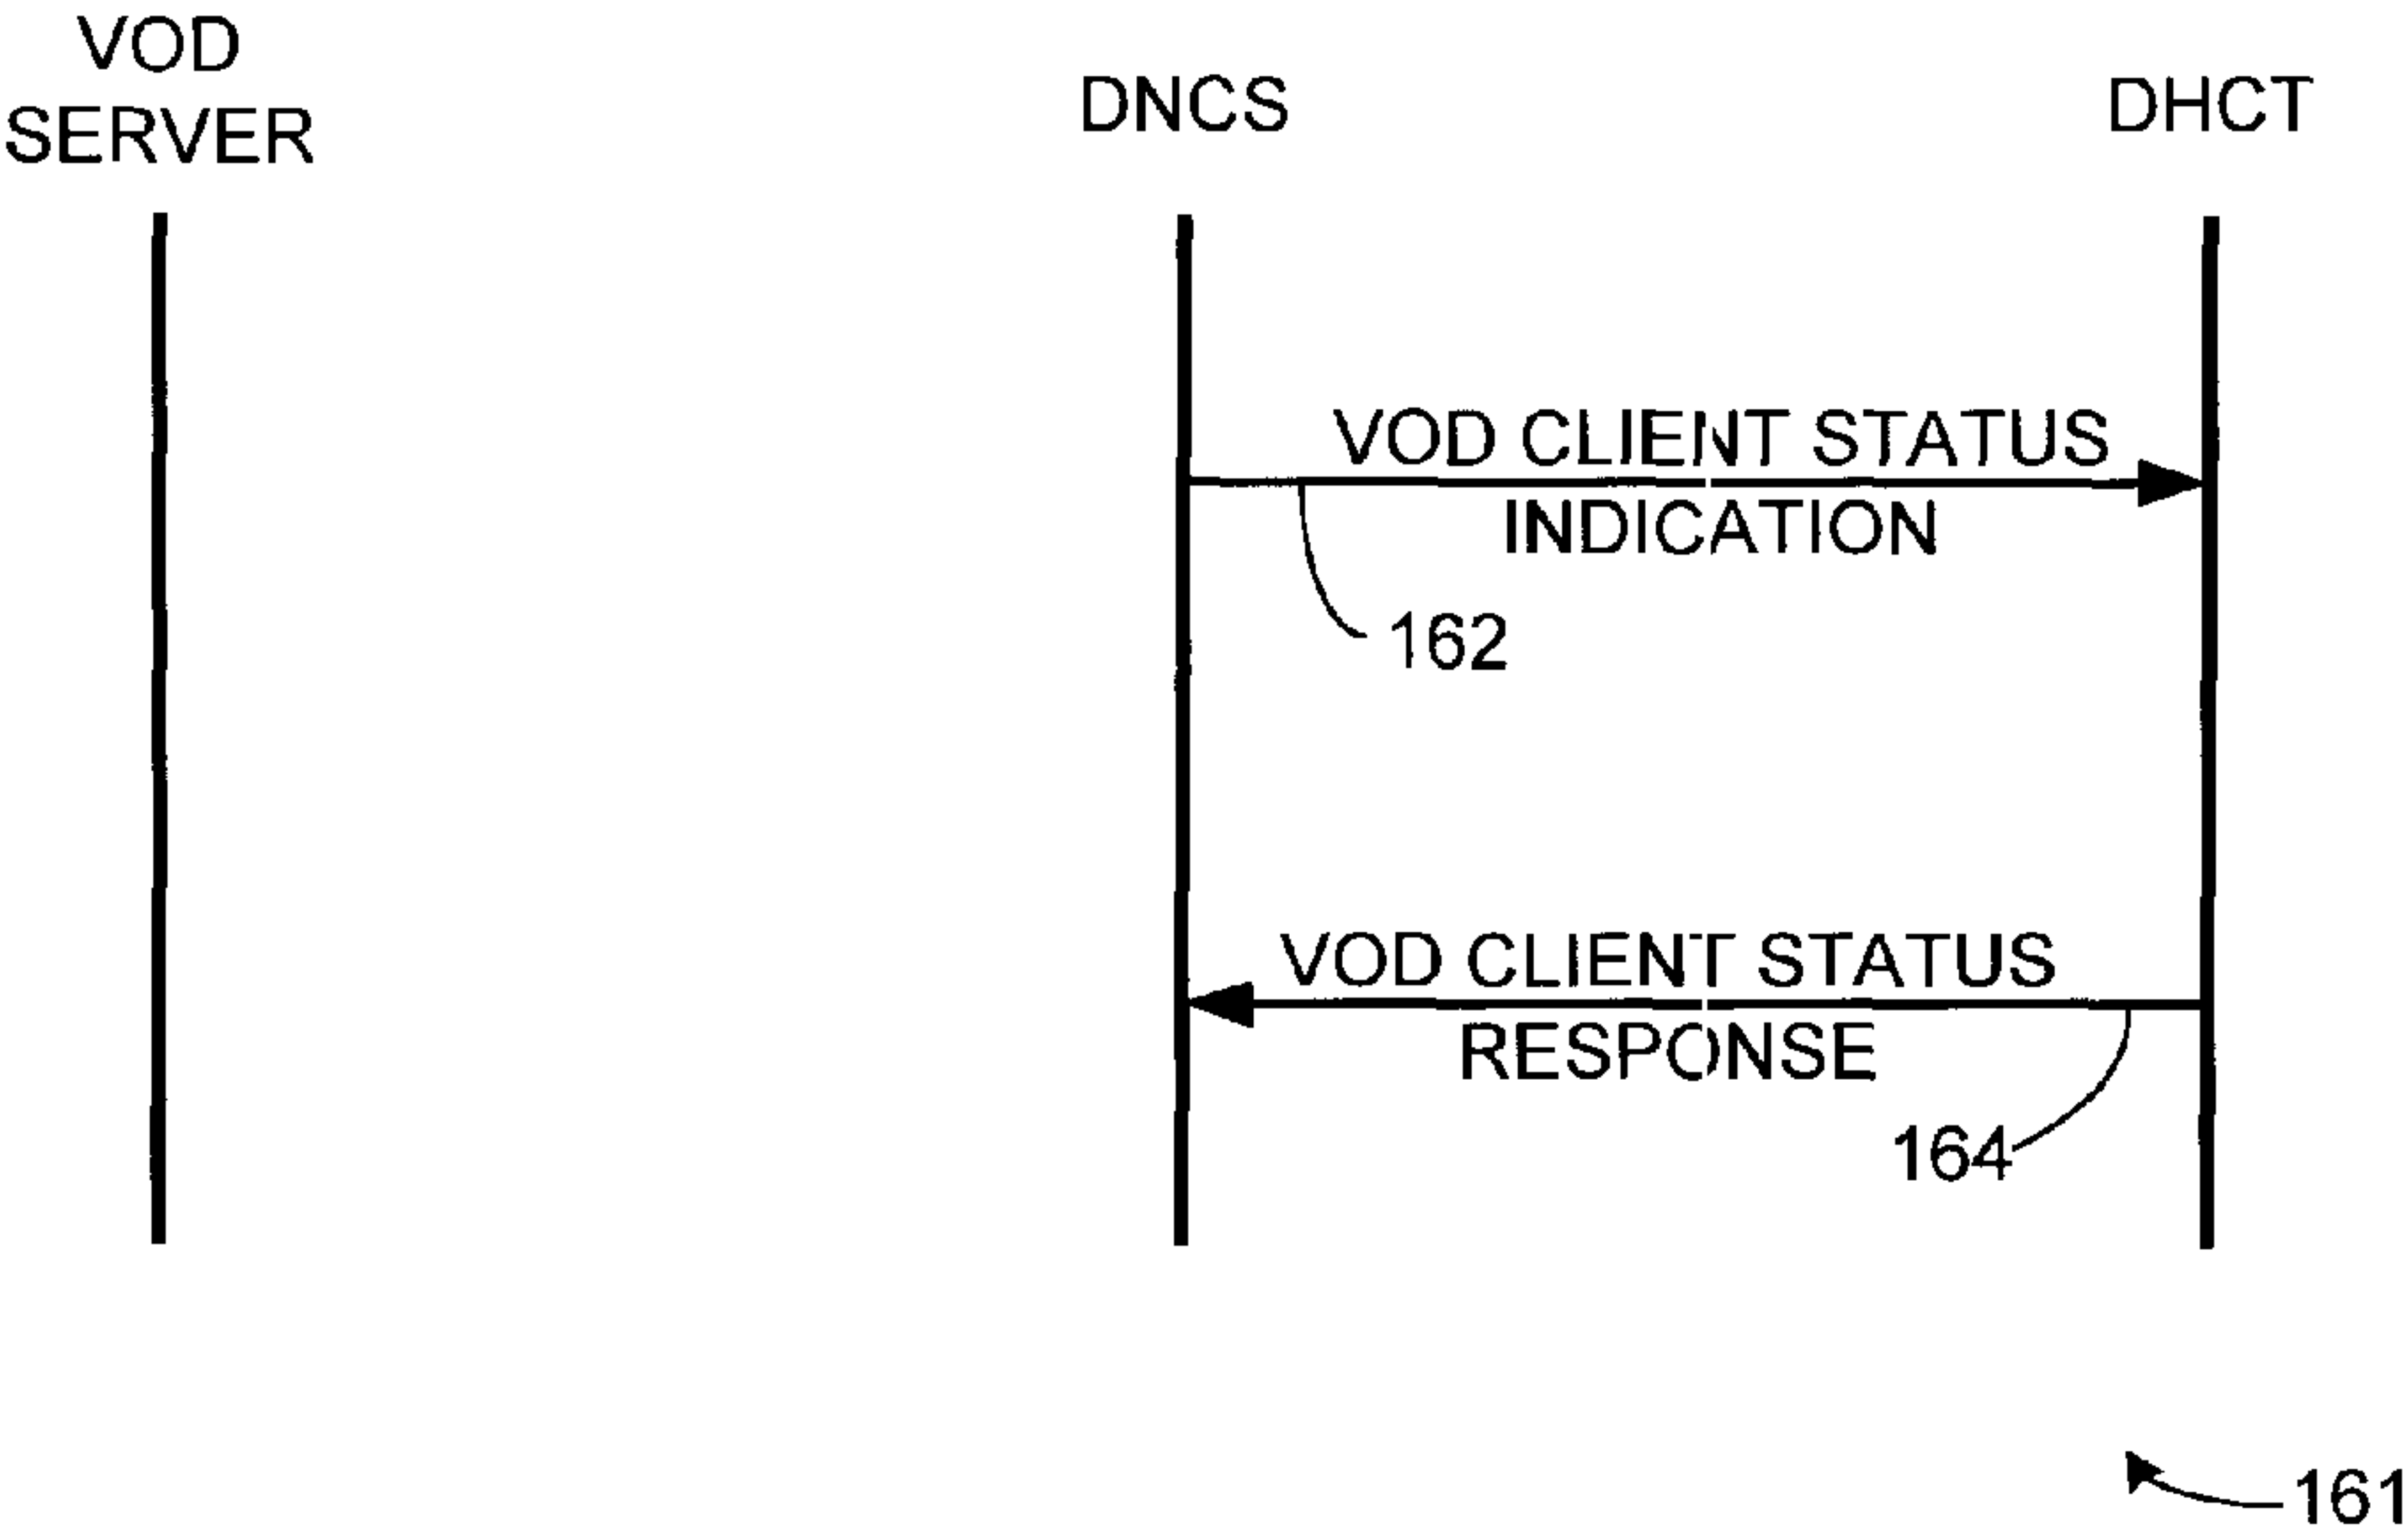 VOD
SERVER
DNCS
DHCT
VOD CLIENT STATUS
INDICATION
162
VOD CLIENT STATUS
RESPONSE
164
161